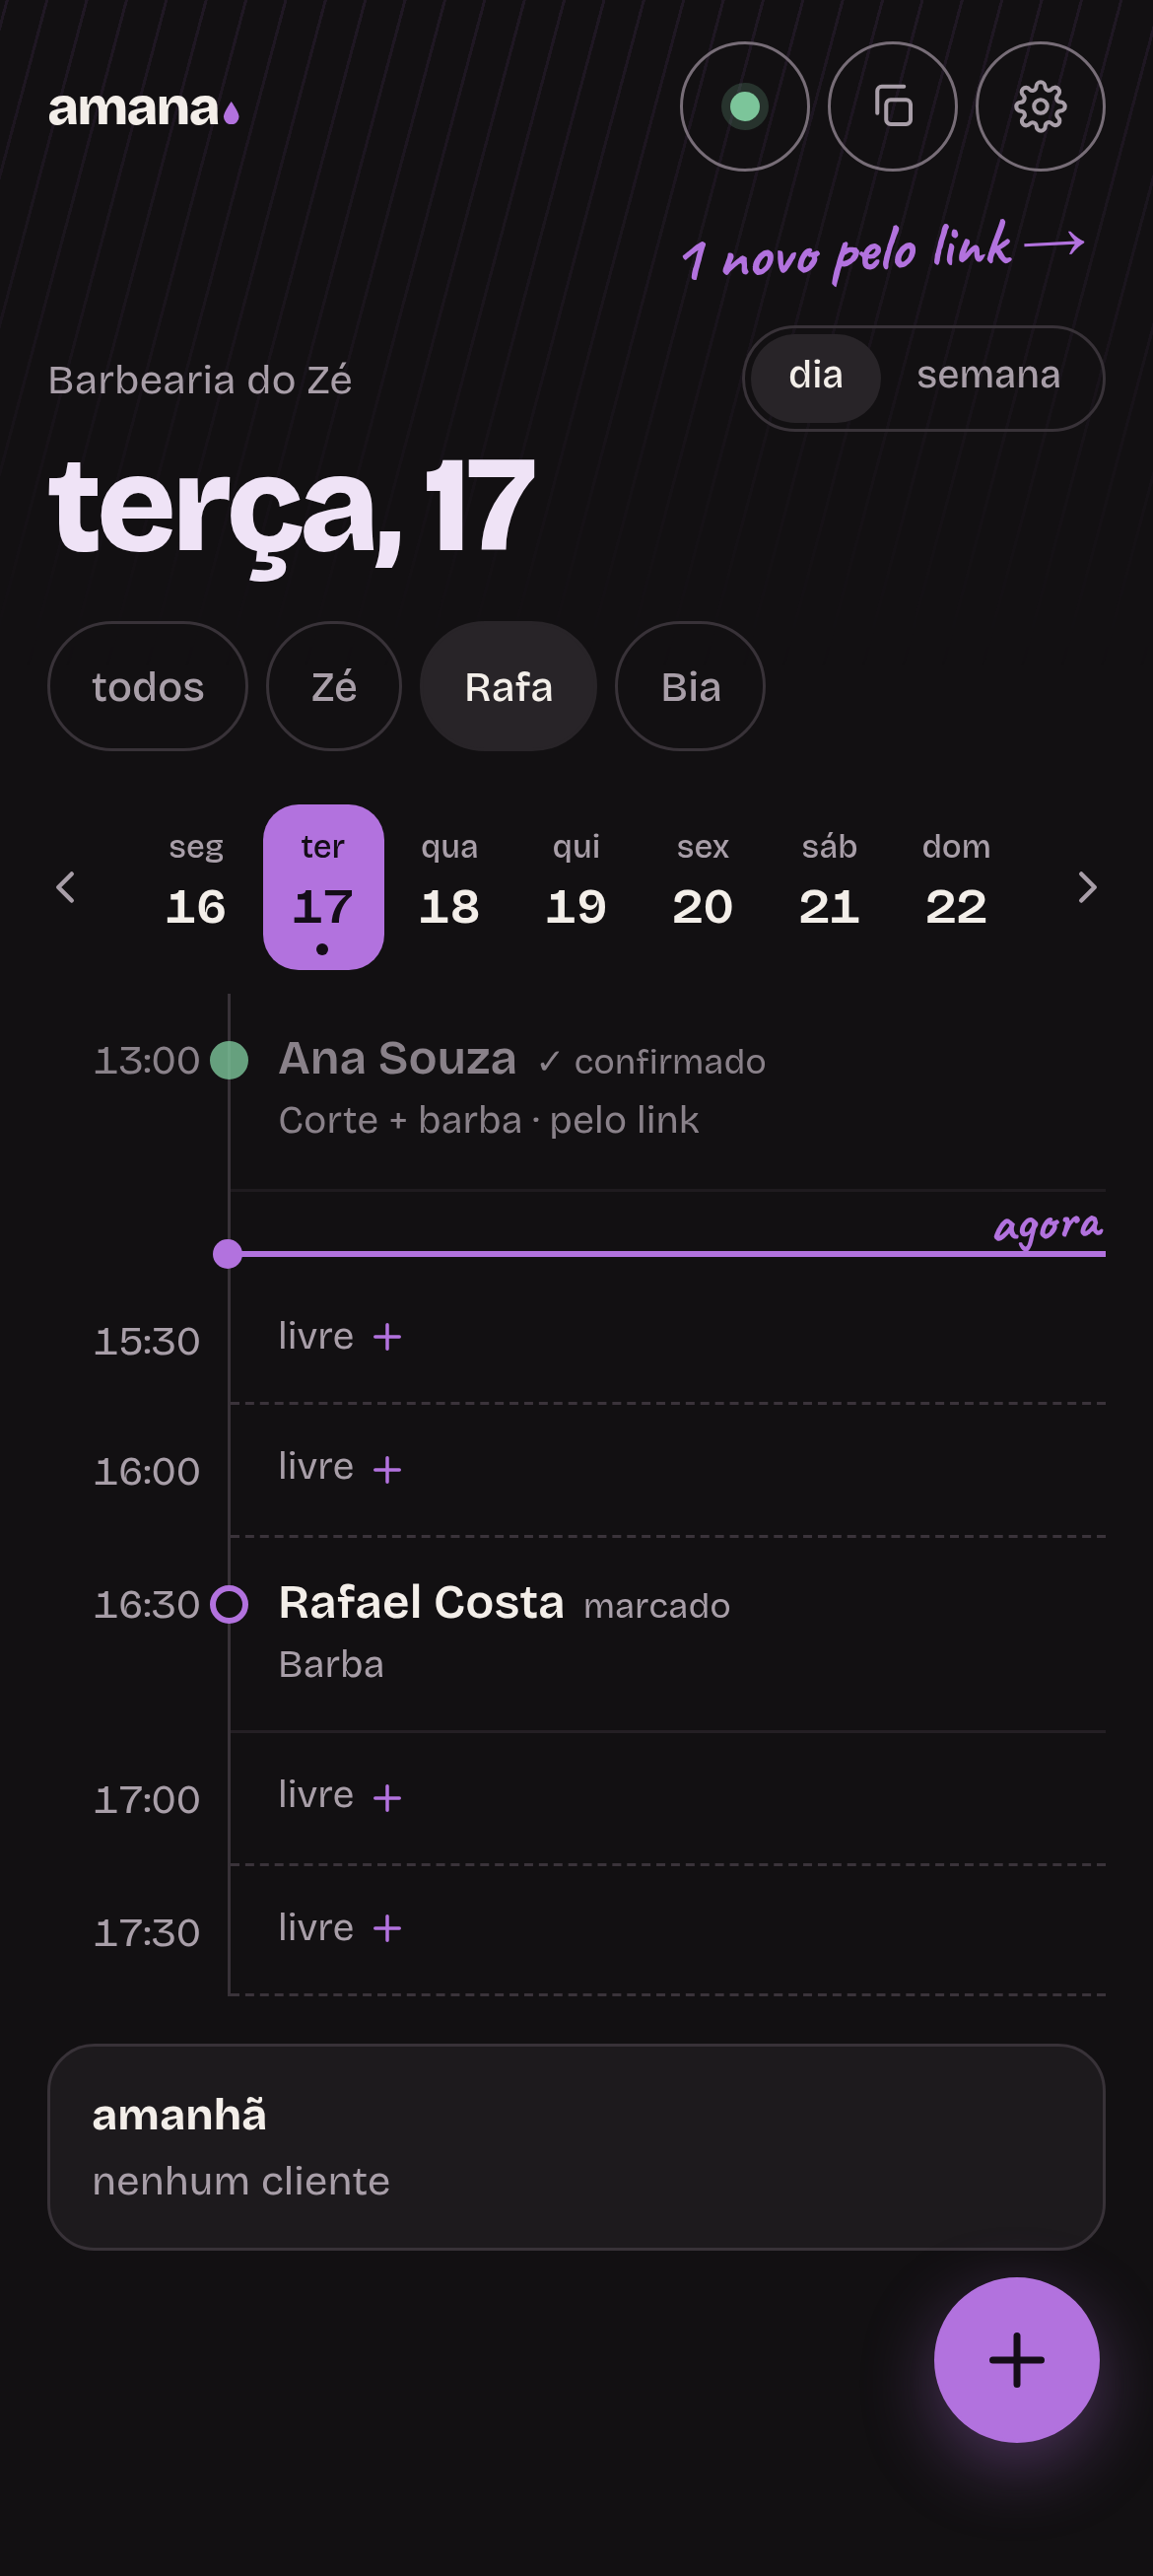 amana
1 novo pelo link →
Barbearia do Zé
dia semana
terça, 17
todos Zé Rafa Bia
seg ter qua qui sex sáb dom
16 17 18 19 20 21 22
13:00 Ana Souza ✓ confirmado
Corte + barba · pelo link
agora
15:30 livre +
16:00 livre +
16:30 Rafael Costa marcado
Barba
17:00 livre +
17:30 livre +
amanhã
nenhum cliente